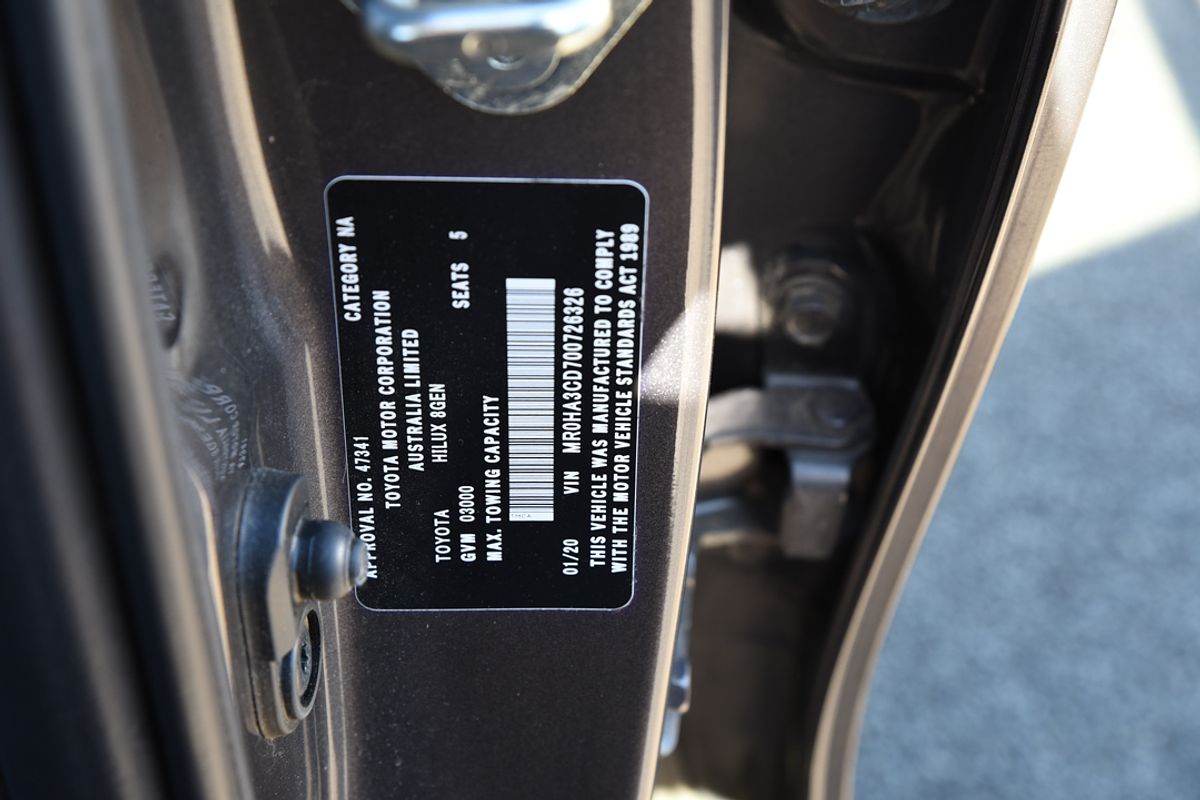 APPROVAL NO. 47341 CATEGORY NA
TOYOTA MOTOR CORPORATION
AUSTRALIA LIMITED
TOYOTA HILUX 8GEN
GVM 03000 SEATS 5
MAX. TOWING CAPACITY
01/20 VIN MR0HA3CD700726326
THIS VEHICLE WAS MANUFACTURED TO COMPLY
WITH THE MOTOR VEHICLE STANDARDS ACT 1989